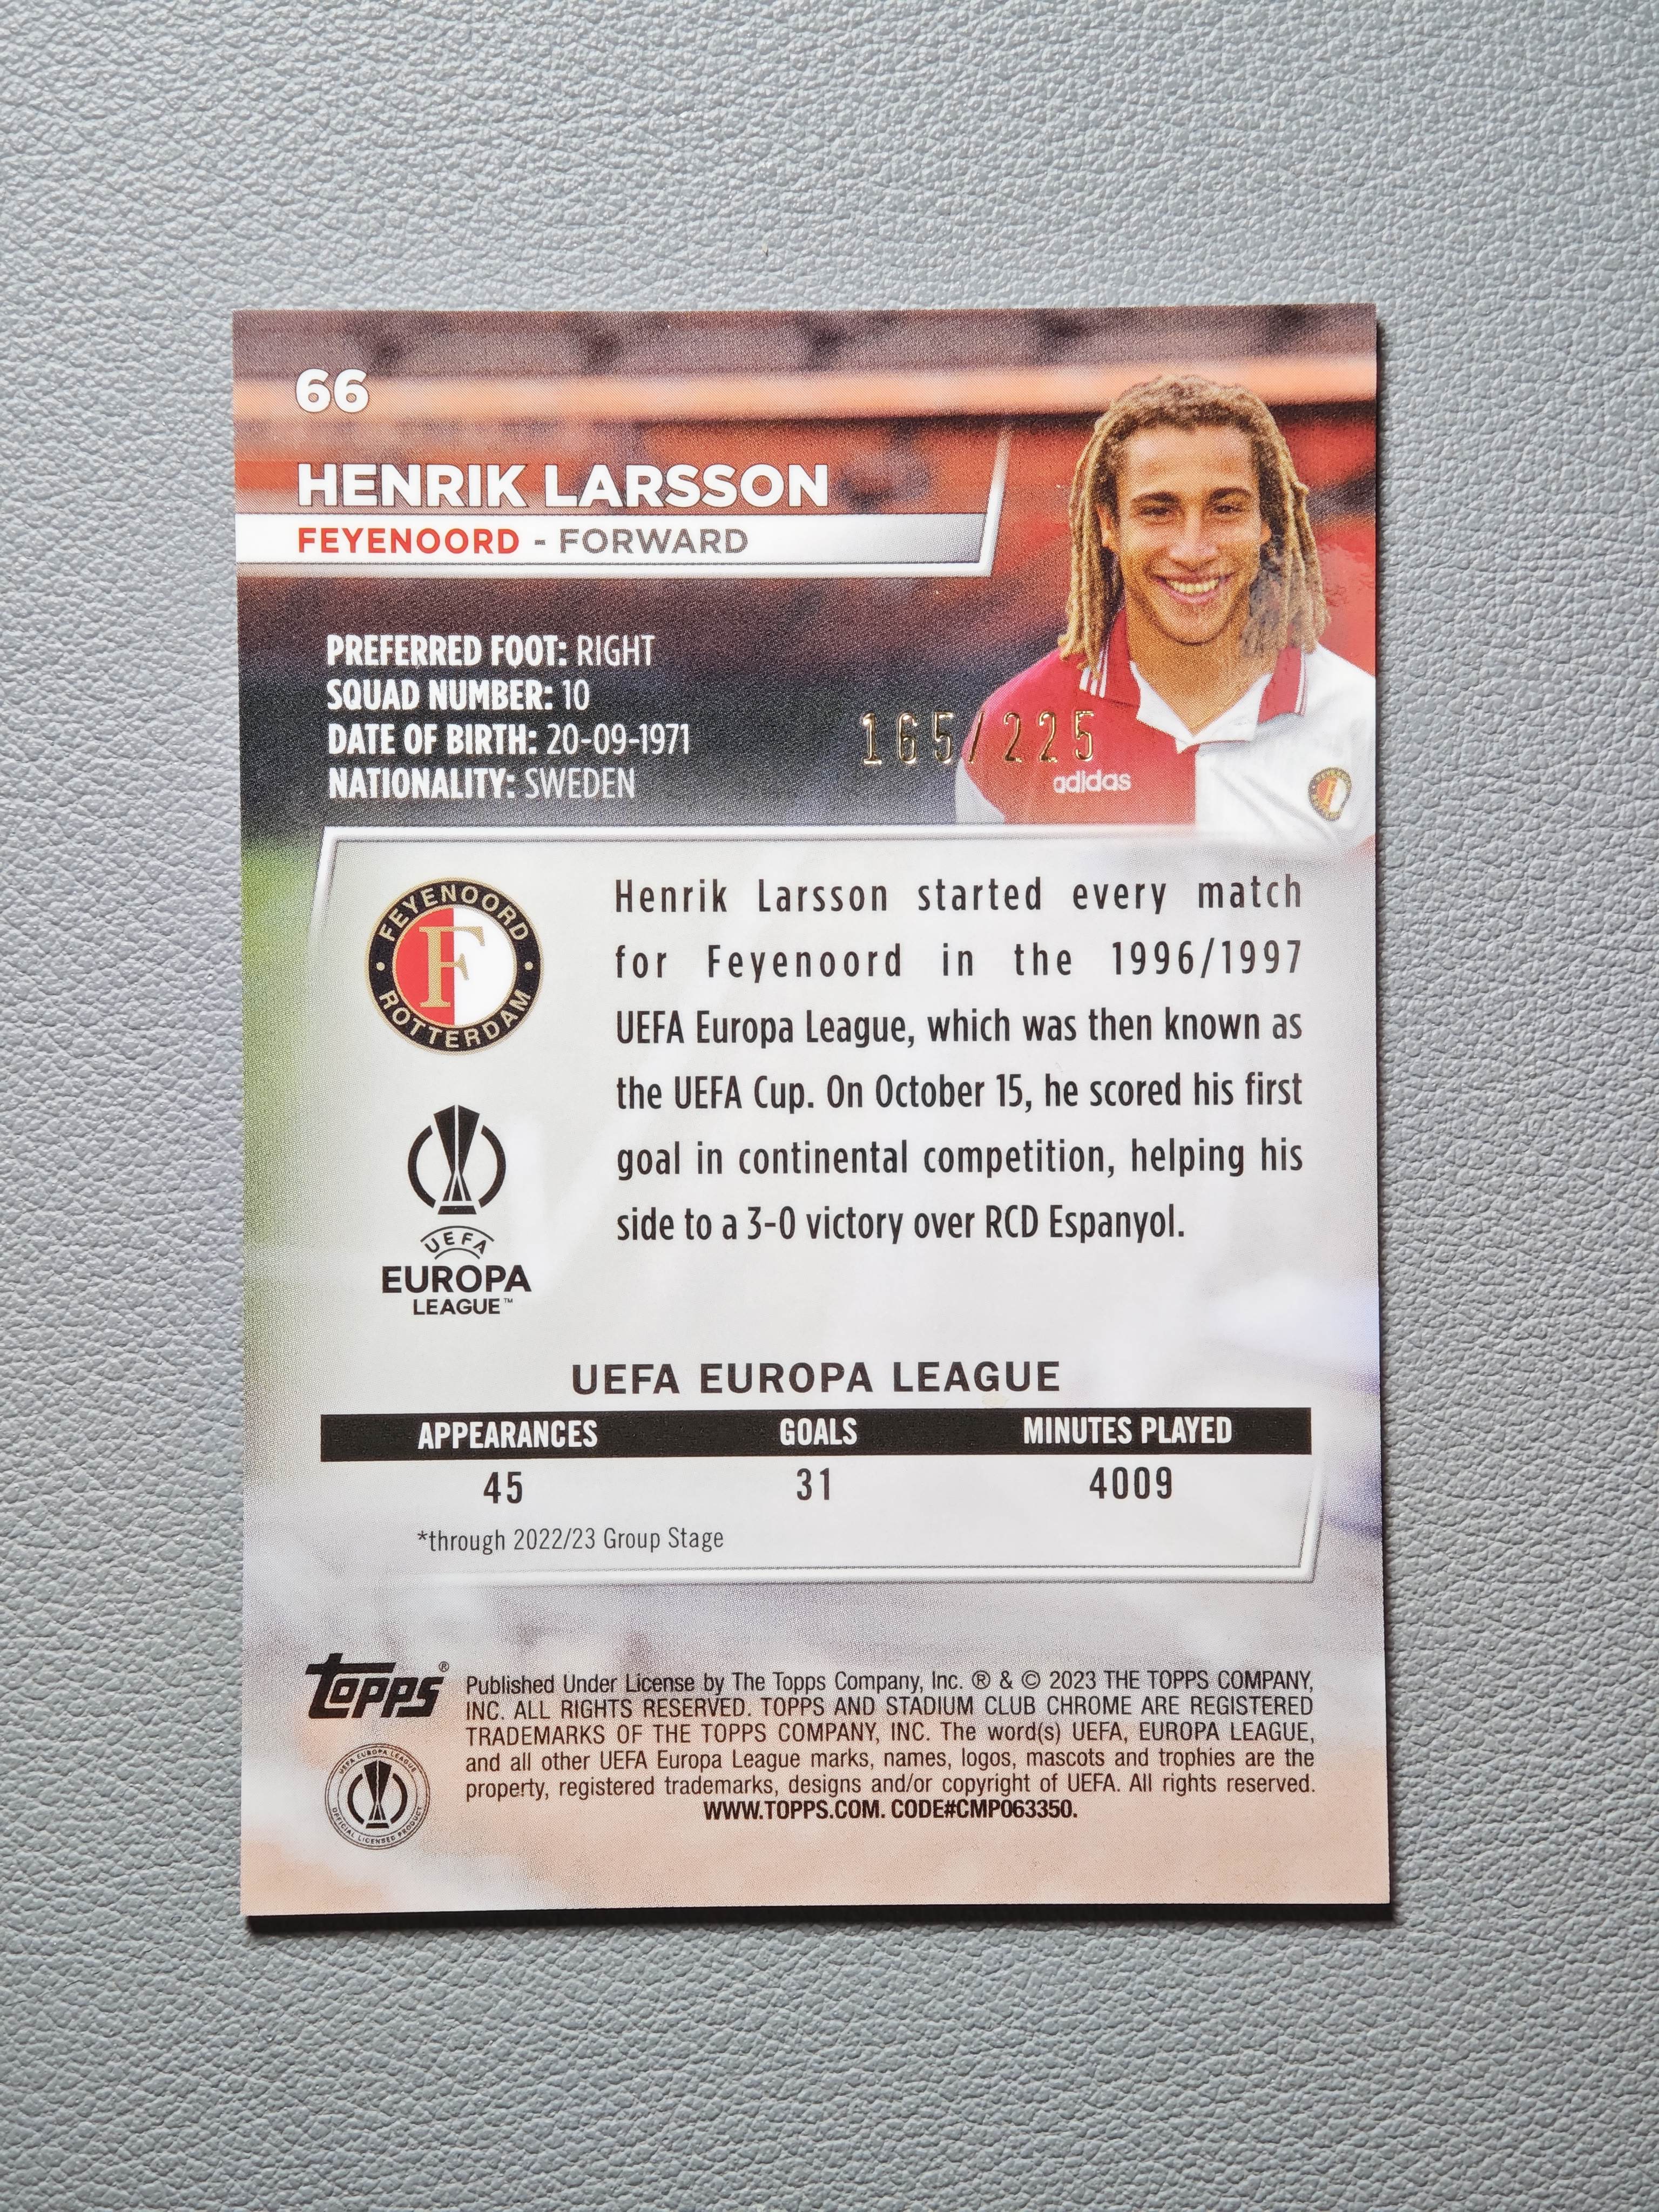 66
HENRIK LARSSON
FEYENOORD - FORWARD
PREFERRED FOOT: RIGHT
SQUAD NUMBER: 10
DATE OF BIRTH: 20-09-1971
NATIONALITY: SWEDEN
165/225
adidas
FEYENOORD
F
ROTTERDAM
Henrik Larsson started every match
for Feyenoord in the 1996/1997
UEFA Europa League, which was then known as
the UEFA Cup. On October 15, he scored his first
goal in continental competition, helping his
side to a 3-0 victory over RCD Espanyol.
UEFA
EUROPA
LEAGUE™
UEFA EUROPA LEAGUE
APPEARANCES GOALS MINUTES PLAYED
45 31 4009
*through 2022/23 Group Stage
topps®
Published Under License by The Topps Company, Inc. ® & © 2023 THE TOPPS COMPANY,
INC. ALL RIGHTS RESERVED. TOPPS AND STADIUM CLUB CHROME ARE REGISTERED
TRADEMARKS OF THE TOPPS COMPANY, INC. The word(s) UEFA, EUROPA LEAGUE,
and all other UEFA Europa League marks, names, logos, mascots and trophies are the
property, registered trademarks, designs and/or copyright of UEFA. All rights reserved.
WWW.TOPPS.COM. CODE#CMP063350.
UEFA EUROPA LEAGUE
OFFICIAL LICENSED PRODUCT